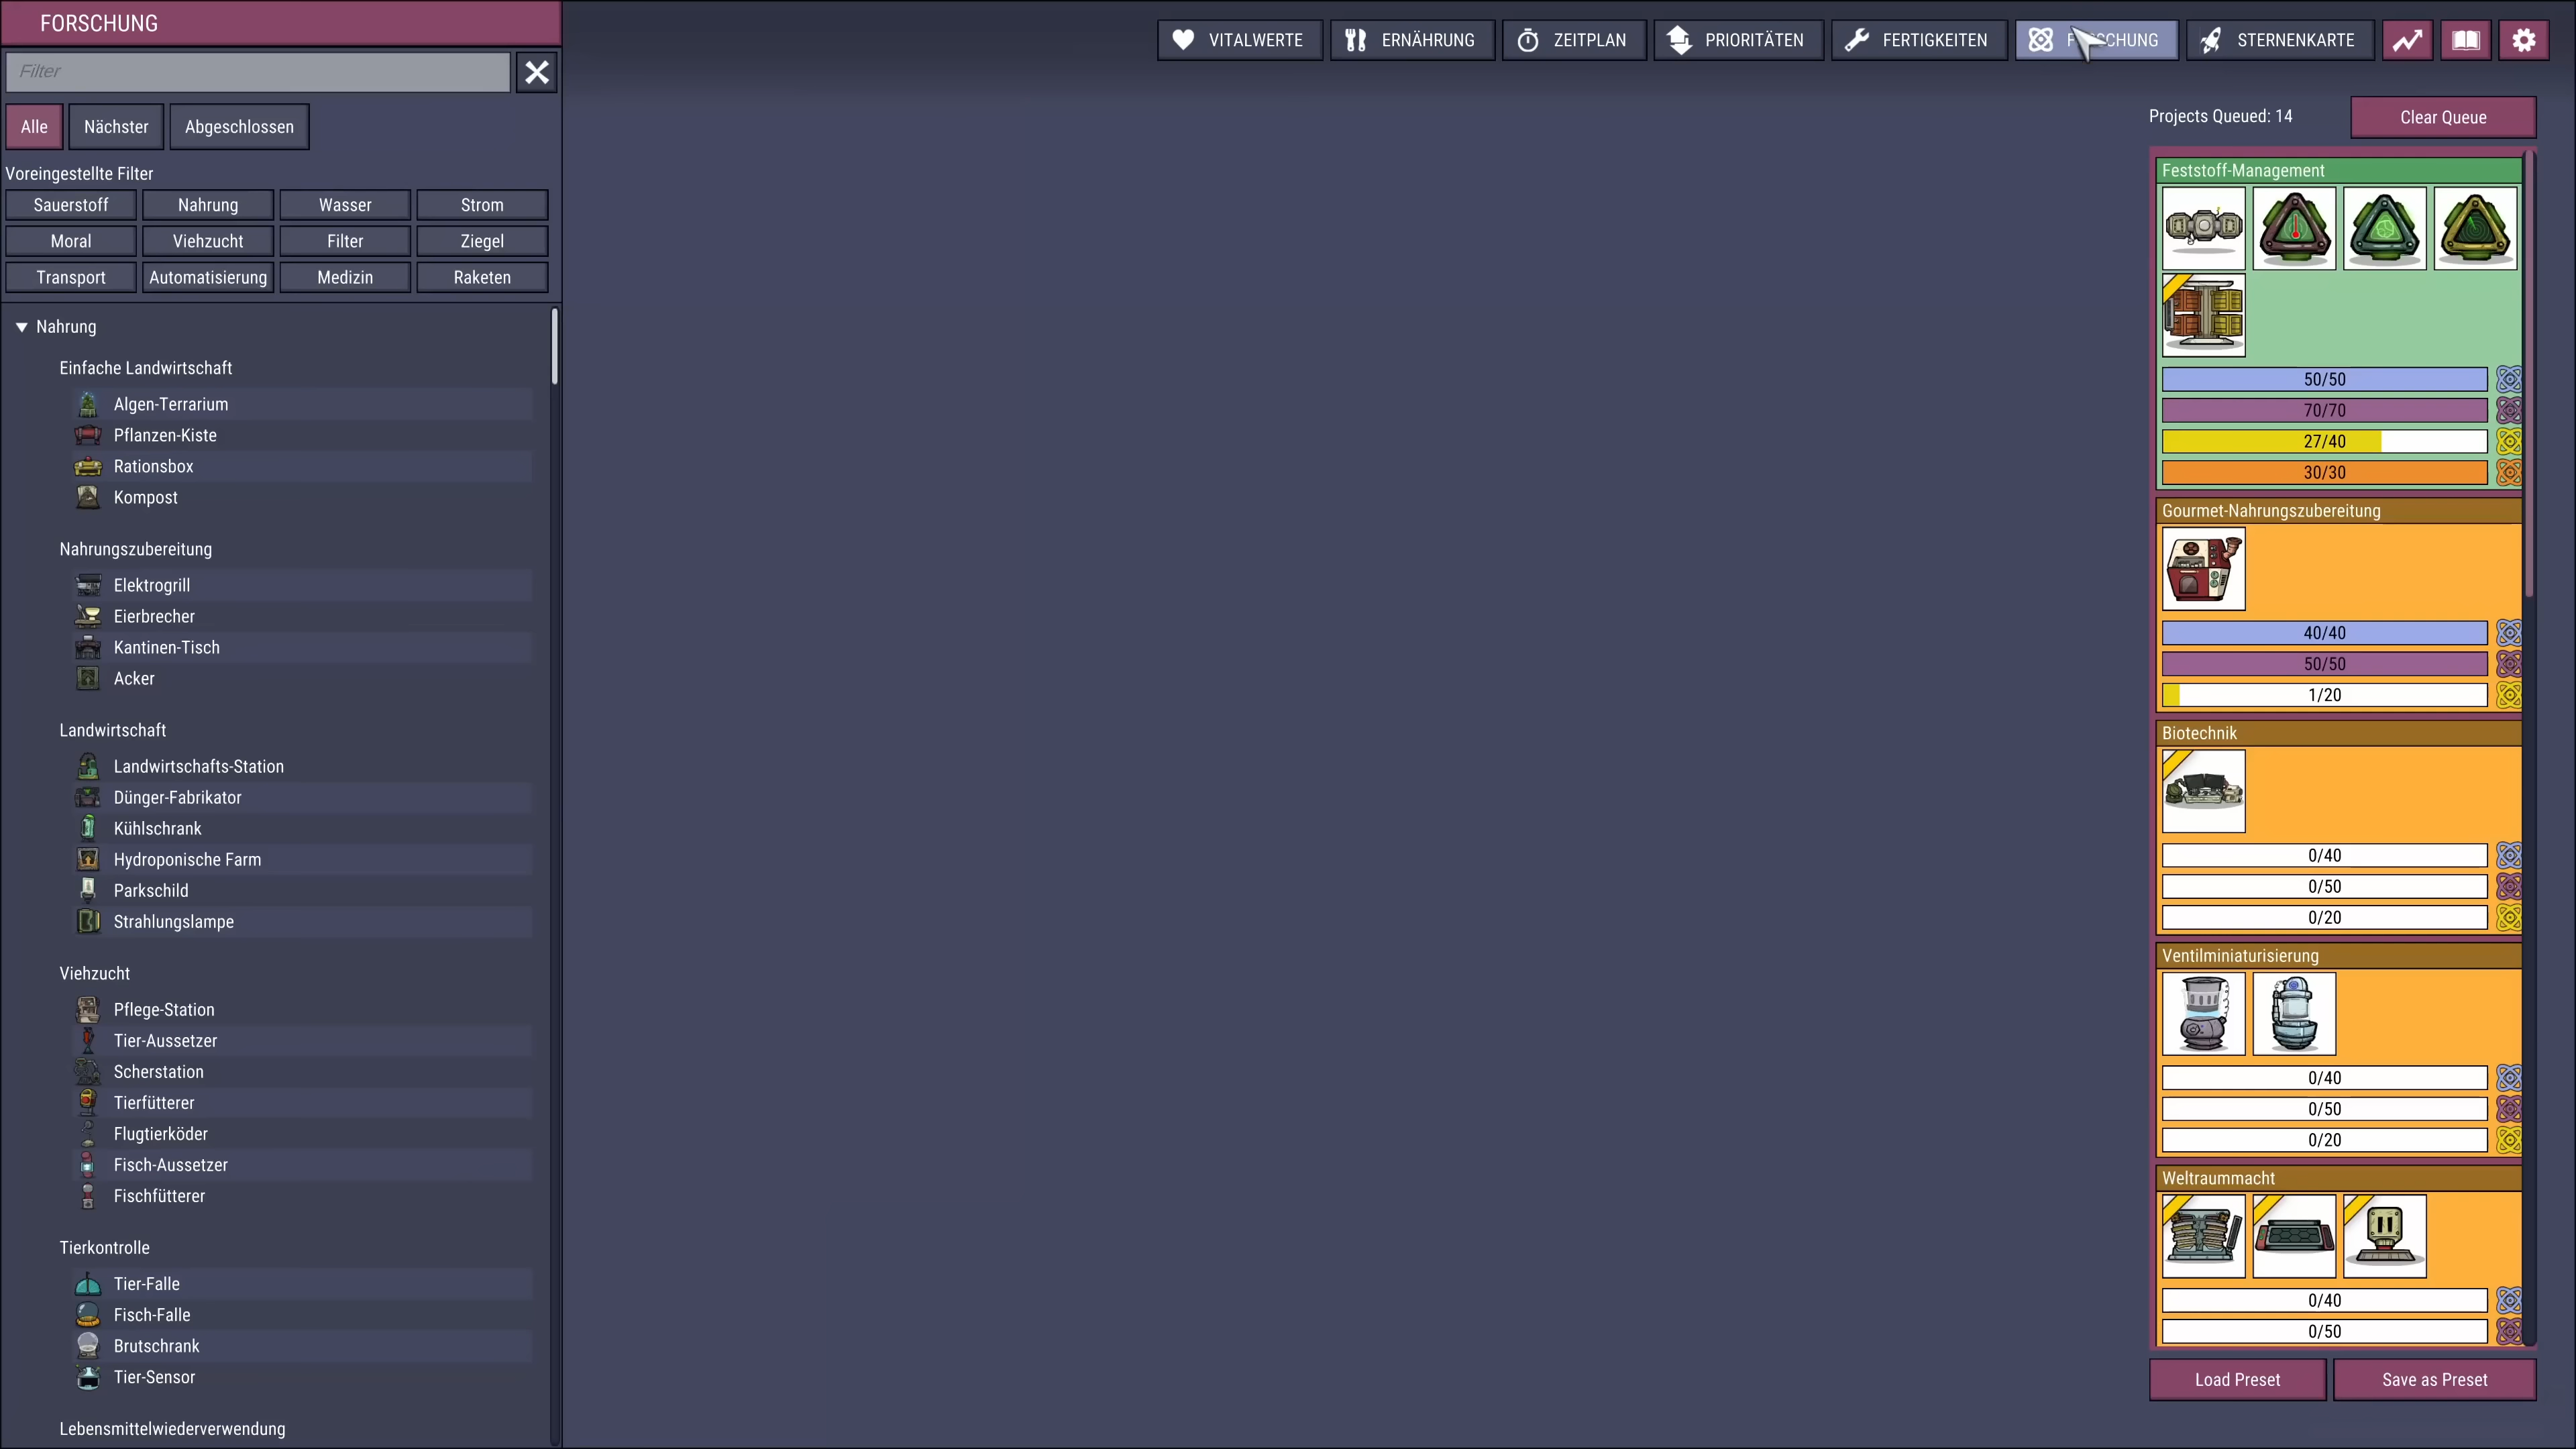 FORSCHUNG
Filter
Alle Nächster Abgeschlossen
Voreingestellte Filter
Sauerstoff Nahrung Wasser Strom
Moral Viehzucht Filter Ziegel
Transport Automatisierung Medizin Raketen
Nahrung
Einfache Landwirtschaft
Algen-Terrarium
Pflanzen-Kiste
Rationsbox
Kompost
Nahrungszubereitung
Elektrogrill
Eierbrecher
Kantinen-Tisch
Acker
Landwirtschaft
Landwirtschafts-Station
Dünger-Fabrikator
Kühlschrank
Hydroponische Farm
Parkschild
Strahlungslampe
Viehzucht
Pflege-Station
Tier-Aussetzer
Scherstation
Tierfütterer
Flugtierköder
Fisch-Aussetzer
Fischfütterer
Tierkontrolle
Tier-Falle
Fisch-Falle
Brutschrank
Tier-Sensor
Lebensmittelwiederverwendung
VITALWERTE ERNÄHRUNG ZEITPLAN PRIORITÄTEN FERTIGKEITEN FORSCHUNG STERNENKARTE
Projects Queued: 14 Clear Queue
Feststoff-Management
50/50
70/70
27/40
30/30
Gourmet-Nahrungszubereitung
40/40
50/50
1/20
Biotechnik
0/40
0/50
0/20
Ventilminiaturisierung
0/40
0/50
0/20
Weltraummacht
0/40
0/50
Load Preset Save as Preset